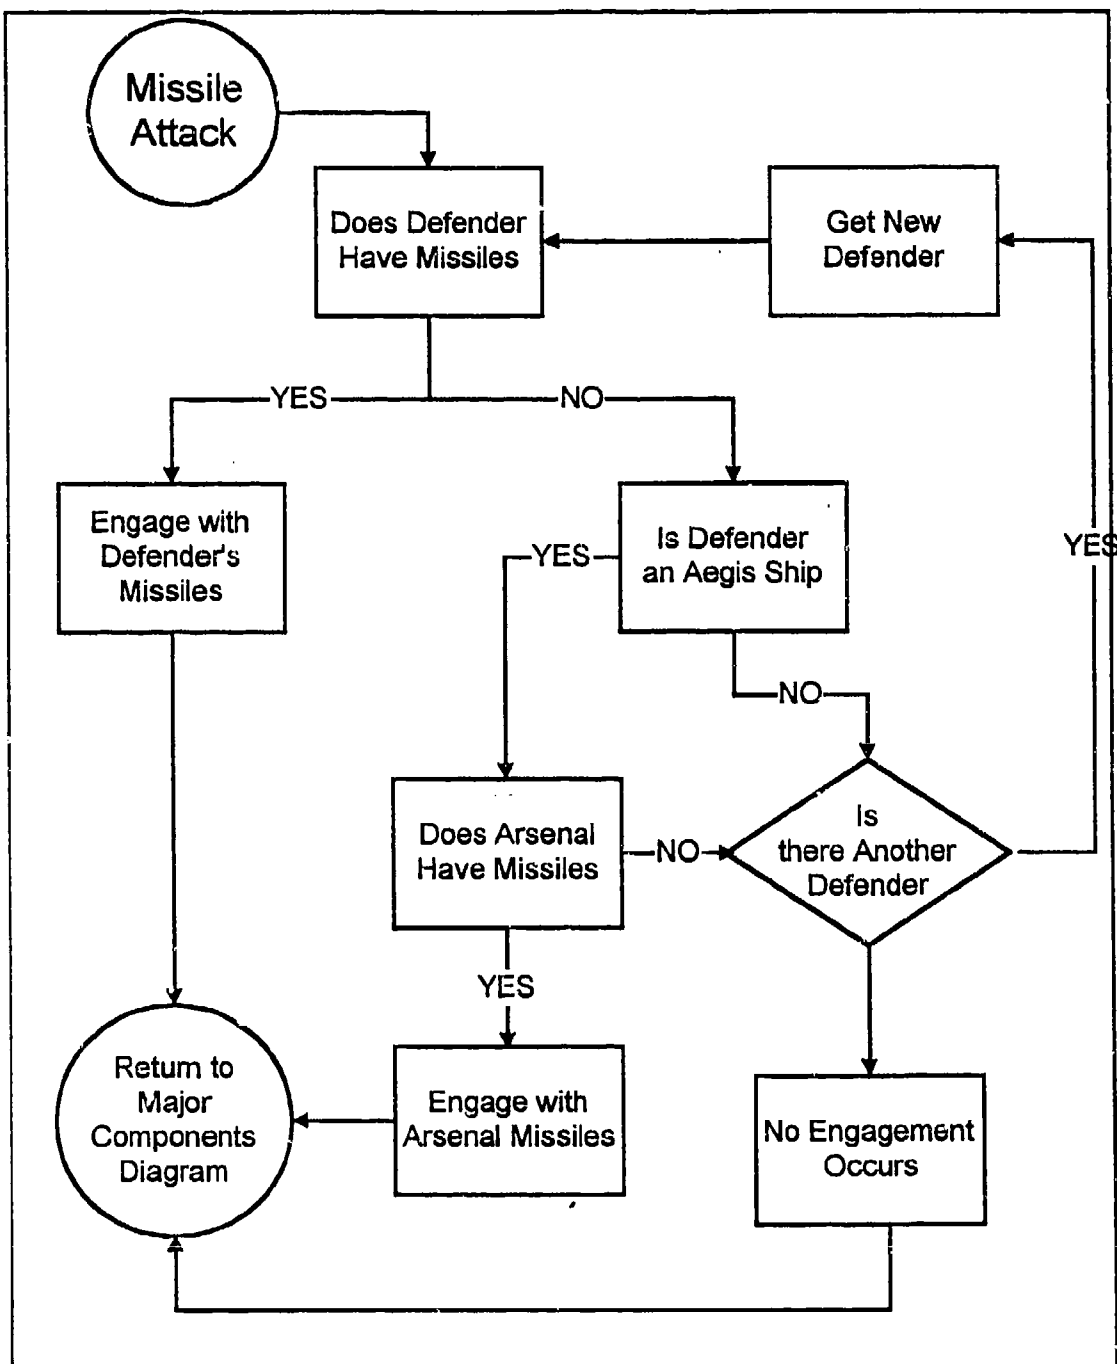 Missile
Attack
Does Defender
Have Missiles
Get New
Defender
YES
NO
Engage with
Defender's
Missiles
YES
Is Defender
an Aegis Ship
YES
NO
Does Arsenal
Have Missiles
NO
Is
there Another
Defender
YES
Return to
Major
Components
Diagram
Engage with
Arsenal Missiles
No Engagement
Occurs